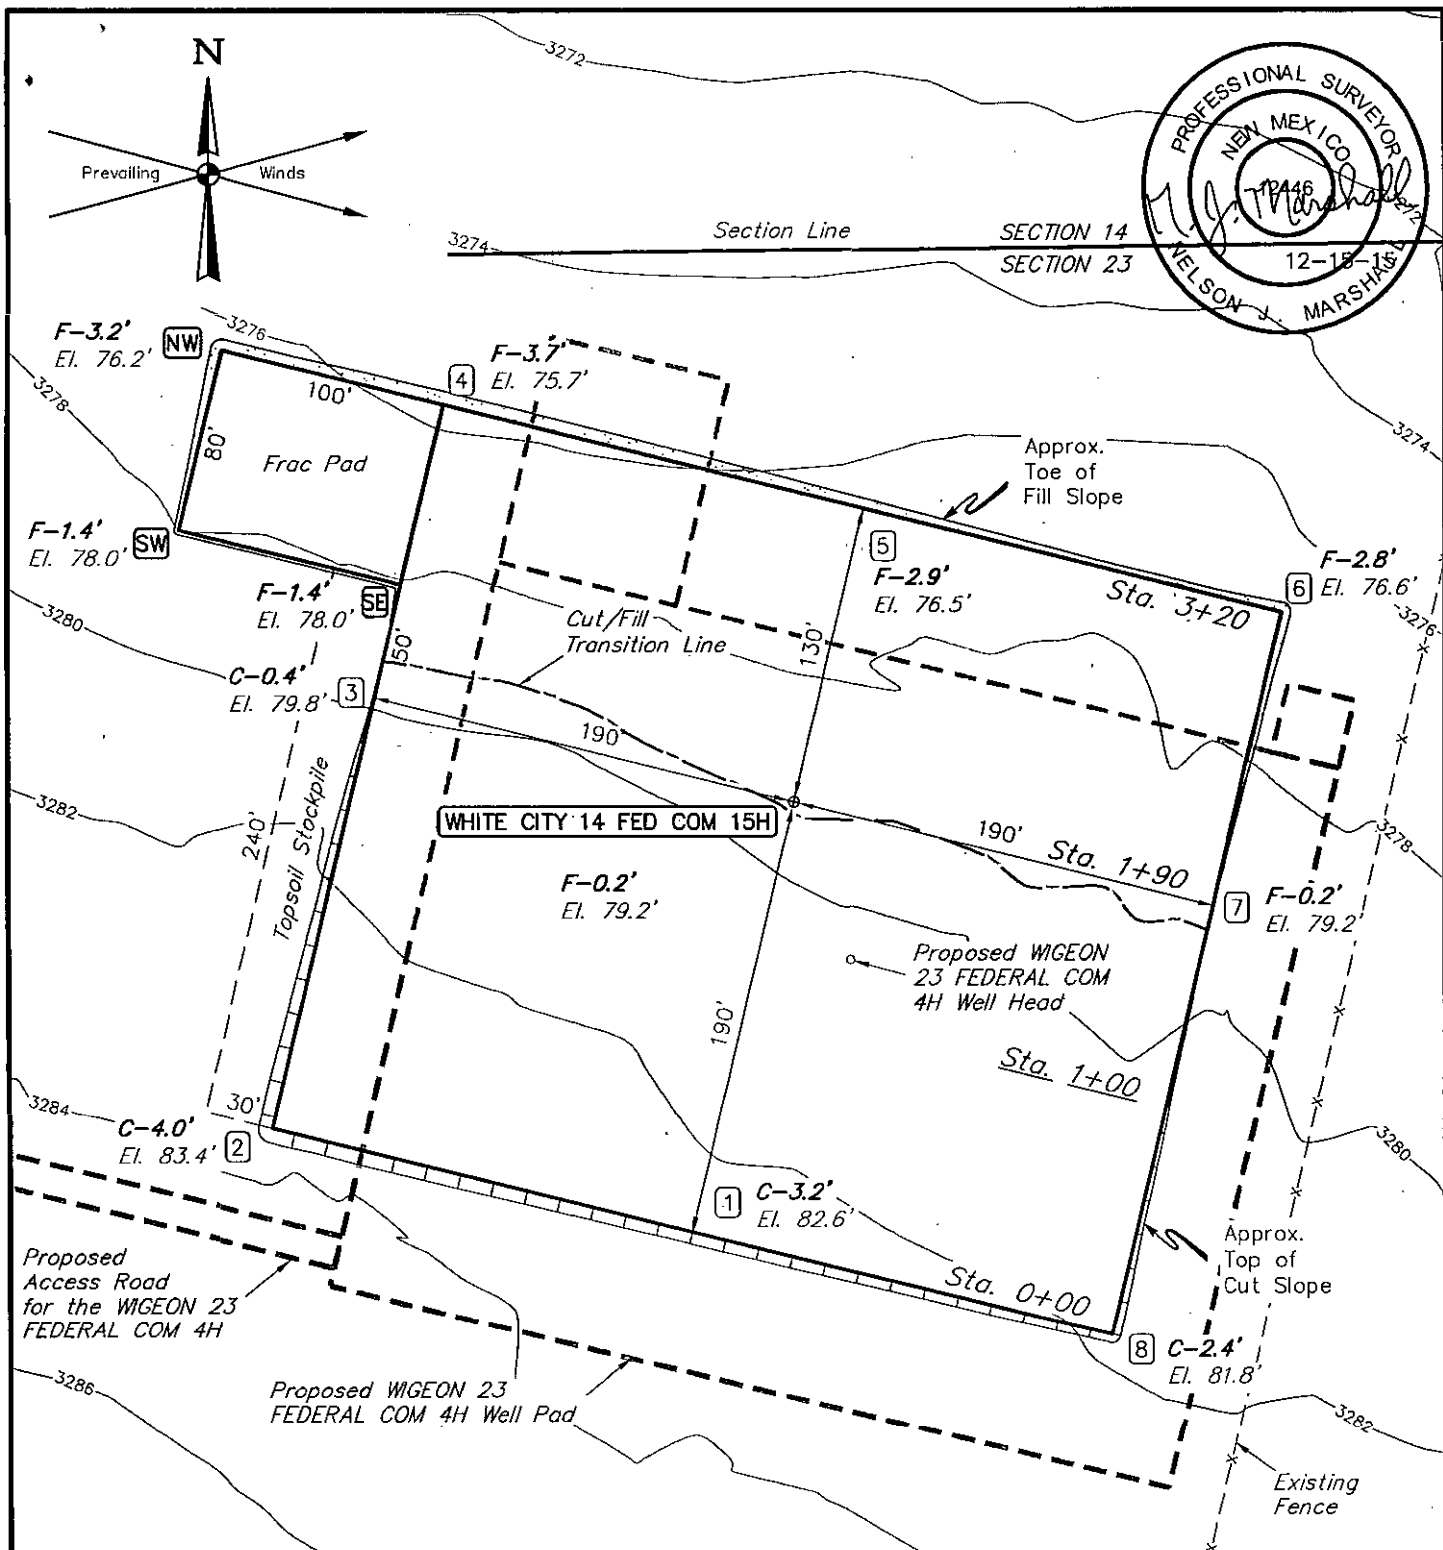 N
Prevailing Winds
3272
PROFESSIONAL SURVEYOR
NEW MEXICO
12446
NELSON J. MARSHALL
3272
3274
Section Line
SECTION 14
SECTION 23
F-3.2'
El. 76.2'
NW
3276
100'
4
F-3.7'
El. 75.7'
80'
Frac Pad
3278
Approx.
Toe of
Fill Slope
3274
F-1.4'
El. 78.0'
SW
5
F-2.9'
El. 76.5'
F-2.8'
El. 76.6'
6
Sta. 3+20
F-1.4'
El. 78.0'
SE
3280
Cut/Fill
Transition Line
3276
50'
130'
C-0.4'
El. 79.8'
3
190'
Topsoil Stockpile
240'
3282
WHITE CITY 14 FED COM 15H
190'
Sta. 1+90
3278
F-0.2'
El. 79.2'
7
F-0.2'
El. 79.2'
Proposed WIGEON
23 FEDERAL COM
4H Well Head
190'
Sta. 1+00
3284
30'
C-4.0'
El. 83.4'
2
3280
1
C-3.2'
El. 82.6'
Proposed
Access Road
for the WIGEON 23
FEDERAL COM 4H
Sta. 0+00
Approx.
Top of
Cut Slope
8
C-2.4'
El. 81.8'
3286
Proposed WIGEON 23
FEDERAL COM 4H Well Pad
3282
Existing
Fence